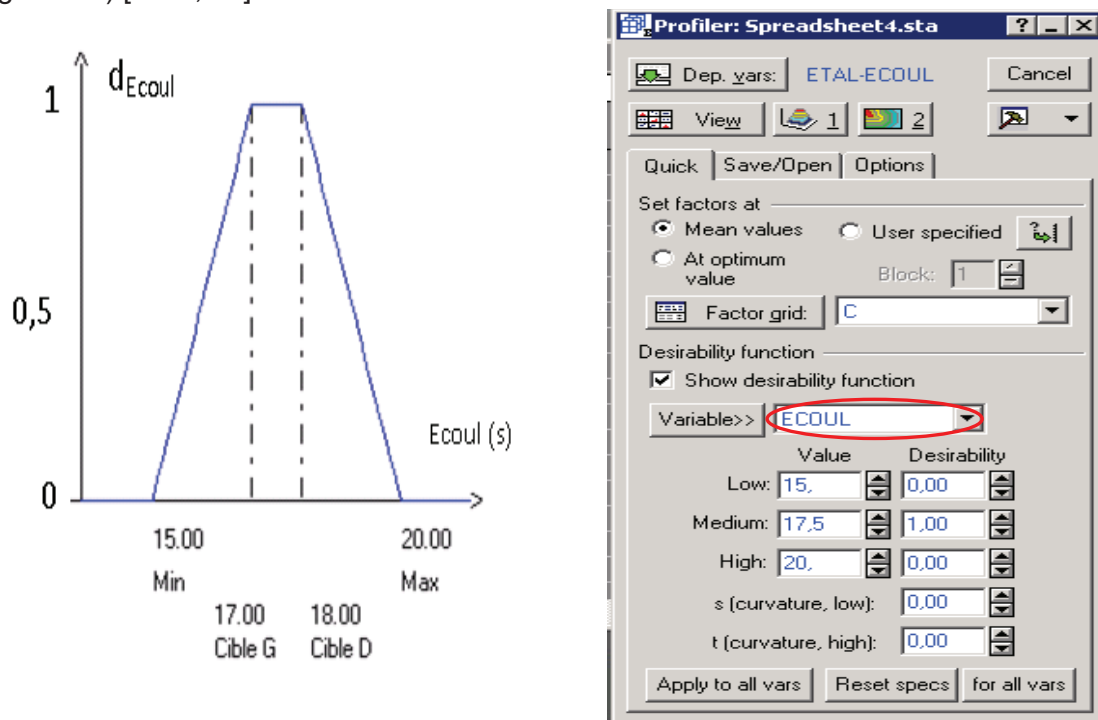 d_Ecoul
1
0,5
0
Ecoul (s)
15.00
20.00
Min
Max
17.00
18.00
Cible G
Cible D
Profiler: Spreadsheet4.sta
Dep. vars: ETAL-ECOUL Cancel
View 1 2
Quick Save/Open Options
Set factors at
Mean values User specified
At optimum value Block: 1
Factor grid: C
Desirability function
Show desirability function
Variable>> ECOUL
Value Desirability
Low: 15, 0,00
Medium: 17,5 1,00
High: 20, 0,00
s (curvature, low): 0,00
t (curvature, high): 0,00
Apply to all vars Reset specs for all vars